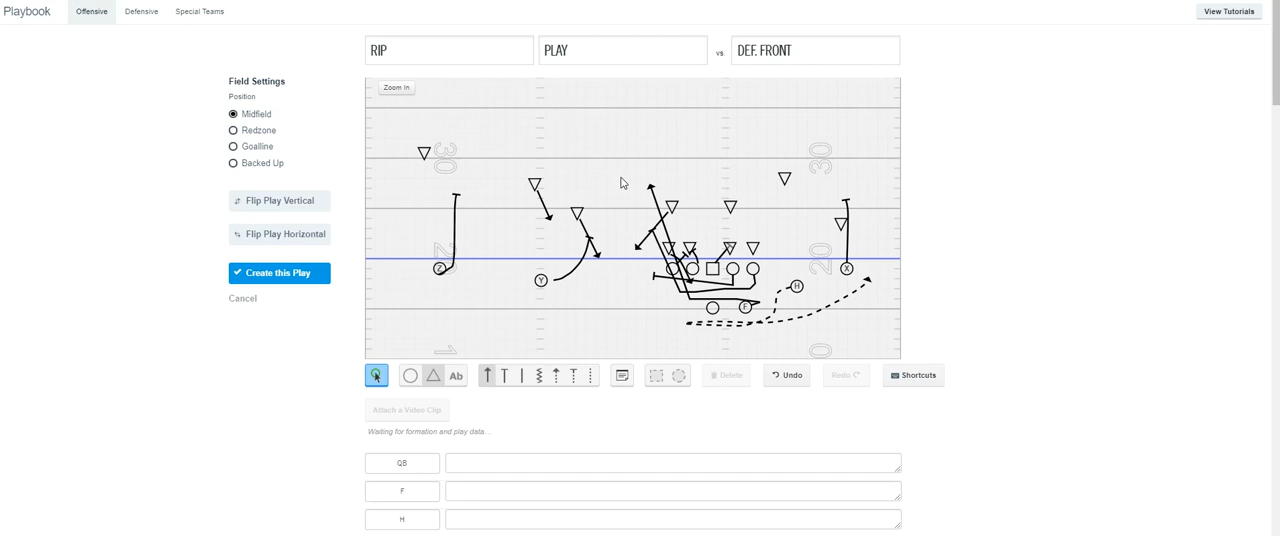 Playbook
Offensive
Defensive
Special Teams
View Tutorials
RIP
PLAY
vs.
DEF. FRONT
Field Settings
Position
Midfield
Redzone
Goalline
Backed Up
Flip Play Vertical
Flip Play Horizontal
Create this Play
Cancel
Zoom In
30
30
Z
Y
X
H
F
20
Ab
Delete
Undo
Redo
Shortcuts
Attach a Video Clip
Waiting for formation and play data...
QB
F
H